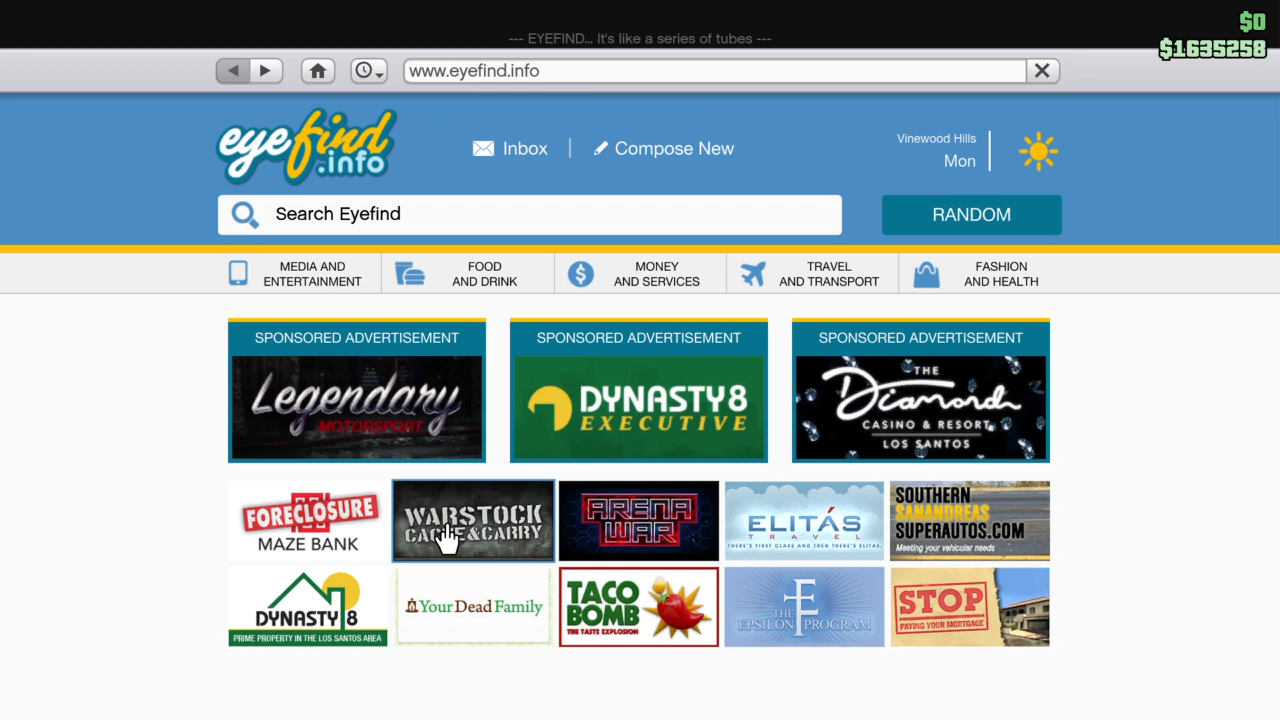 $0
$1635258
--- EYEFIND... It's like a series of tubes ---
www.eyefind.info
eyefind
.info
Inbox
Compose New
Vinewood Hills
Mon
Search Eyefind
RANDOM
MEDIA AND
ENTERTAINMENT
FOOD
AND DRINK
MONEY
AND SERVICES
TRAVEL
AND TRANSPORT
FASHION
AND HEALTH
SPONSORED ADVERTISEMENT
Legendary
MOTORSPORT
SPONSORED ADVERTISEMENT
DYNASTY8
EXECUTIVE
SPONSORED ADVERTISEMENT
THE
Diamond
CASINO & RESORT
LOS SANTOS
FORECLOSURE
MAZE BANK
WARSTOCK
CACHE&CARRY
ARENA
WAR
ELITÁS
TRAVEL
THERE'S FIRST CLASS AND THEN THERE'S ELITAS.
SOUTHERN
SANANDREAS
SUPERAUTOS.COM
Meeting your vehicular needs
DYNASTY 8
PRIME PROPERTY IN THE LOS SANTOS AREA
Your Dead Family
TACO
BOMB
THE TASTE EXPLOSION
THE
EPSILON PROGRAM
STOP
PAYING YOUR MORTGAGE